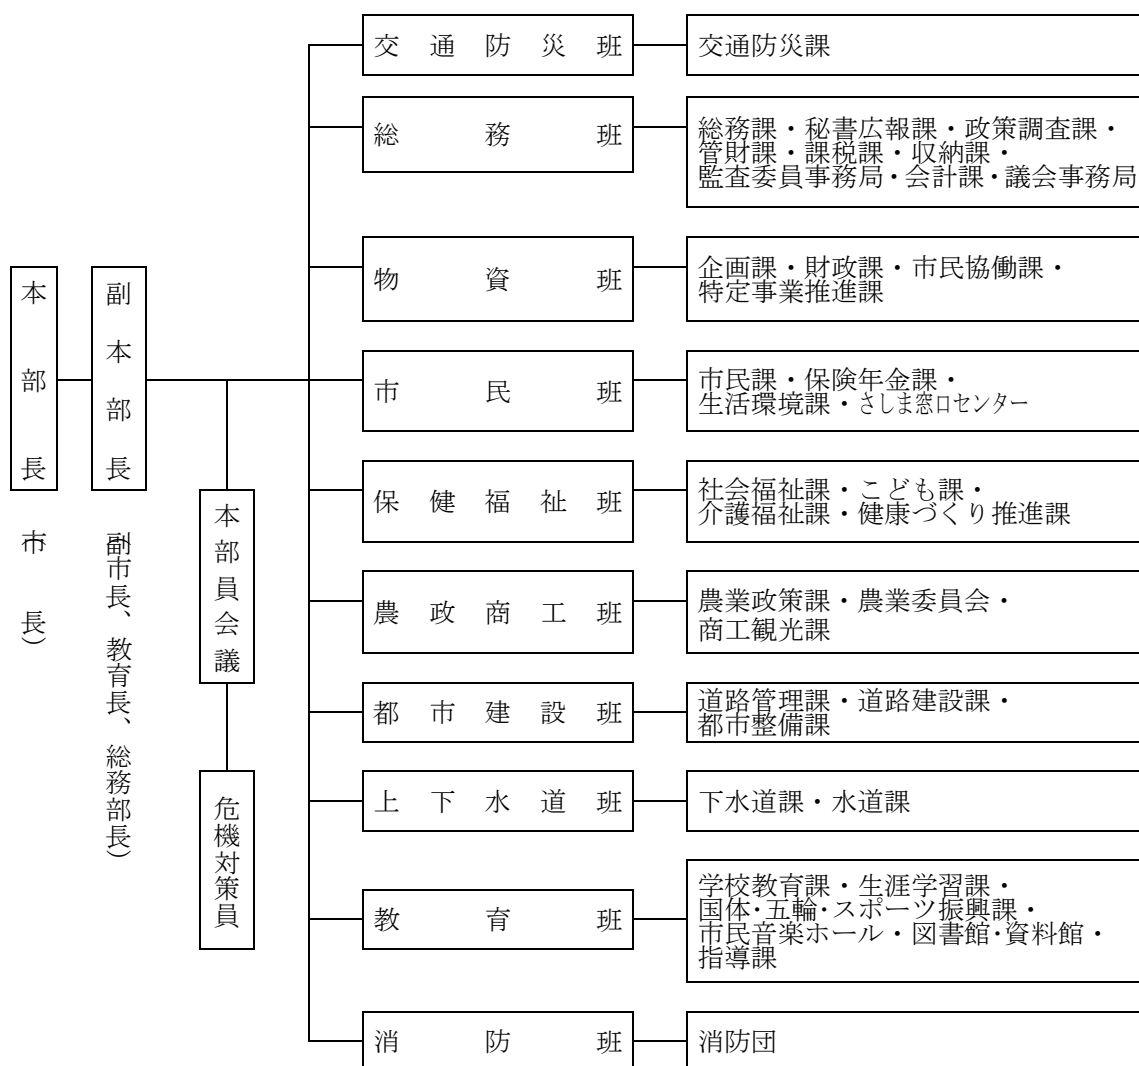 本部長
（市長）
副本部長
（副市長、教育長、総務部長）
本部員会議
危機対策員
交通防災班
交通防災課
総務班
総務課・秘書広報課・政策調査課・
管財課・課税課・収納課・
監査委員事務局・会計課・議会事務局
物資班
企画課・財政課・市民協働課・
特定事業推進課
市民班
市民課・保険年金課・
生活環境課・さしま窓口センター
保健福祉班
社会福祉課・こども課・
介護福祉課・健康づくり推進課
農政商工班
農業政策課・農業委員会・
商工観光課
都市建設班
道路管理課・道路建設課・
都市整備課
上下水道班
下水道課・水道課
教育班
学校教育課・生涯学習課・
国体・五輪・スポーツ振興課・
市民音楽ホール・図書館・資料館・
指導課
消防班
消防団